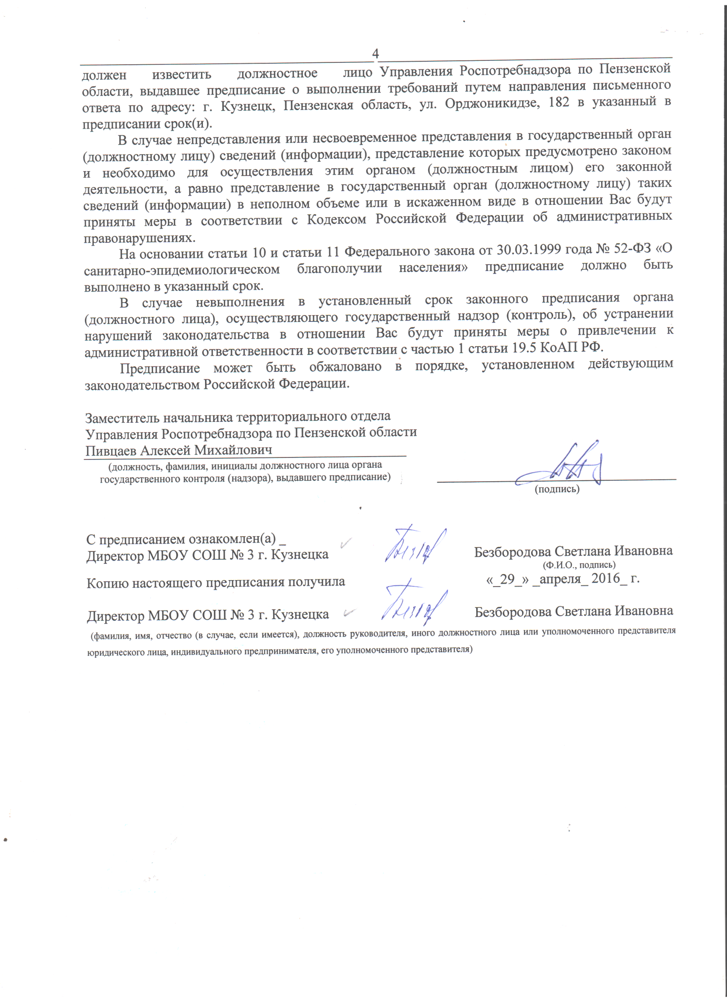 4
должен известить должностное лицо Управления Роспотребнадзора по Пензенской
области, выдавшее предписание о выполнении требований путем направления письменного
ответа по адресу: г. Кузнецк, Пензенская область, ул. Орджоникидзе, 182 в указанный в
предписании срок(и).
В случае непредставления или несвоевременное представления в государственный орган
(должностному лицу) сведений (информации), представление которых предусмотрено законом
и необходимо для осуществления этим органом (должностным лицом) его законной
деятельности, а равно представление в государственный орган (должностному лицу) таких
сведений (информации) в неполном объеме или в искаженном виде в отношении Вас будут
приняты меры в соответствии с Кодексом Российской Федерации об административных
правонарушениях.
На основании статьи 10 и статьи 11 Федерального закона от 30.03.1999 года № 52-ФЗ «О
санитарно-эпидемиологическом благополучии населения» предписание должно быть
выполнено в указанный срок.
В случае невыполнения в установленный срок законного предписания органа
(должностного лица), осуществляющего государственный надзор (контроль), об устранении
нарушений законодательства в отношении Вас будут приняты меры о привлечении к
административной ответственности в соответствии с частью 1 статьи 19.5 КоАП РФ.
Предписание может быть обжаловано в порядке, установленном действующим
законодательством Российской Федерации.
Заместитель начальника территориального отдела
Управления Роспотребнадзора по Пензенской области
Пивцаев Алексей Михайлович
(должность, фамилия, инициалы должностного лица органа
государственного контроля (надзора), выдавшего предписание)
(подпись)
С предписанием ознакомлен(а) _
Директор МБОУ СОШ № 3 г. Кузнецка Безбородова Светлана Ивановна
(Ф.И.О., подпись)
Копию настоящего предписания получила «_29_» _апреля_ 2016_ г.
Директор МБОУ СОШ № 3 г. Кузнецка Безбородова Светлана Ивановна
(фамилия, имя, отчество (в случае, если имеется), должность руководителя, иного должностного лица или уполномоченного представителя
юридического лица, индивидуального предпринимателя, его уполномоченного представителя)